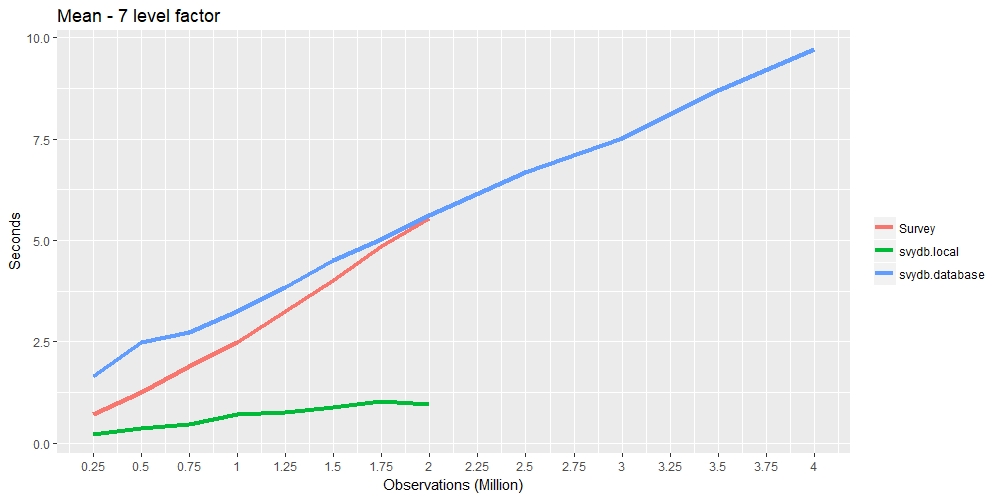 Mean - 7 level factor
10.0
7.5
5.0
2.5
0.0
Seconds
0.25 0.5 0.75 1 1.25 1.5 1.75 2 2.25 2.5 2.75 3 3.25 3.5 3.75 4
Observations (Million)
Survey
svydb.local
svydb.database